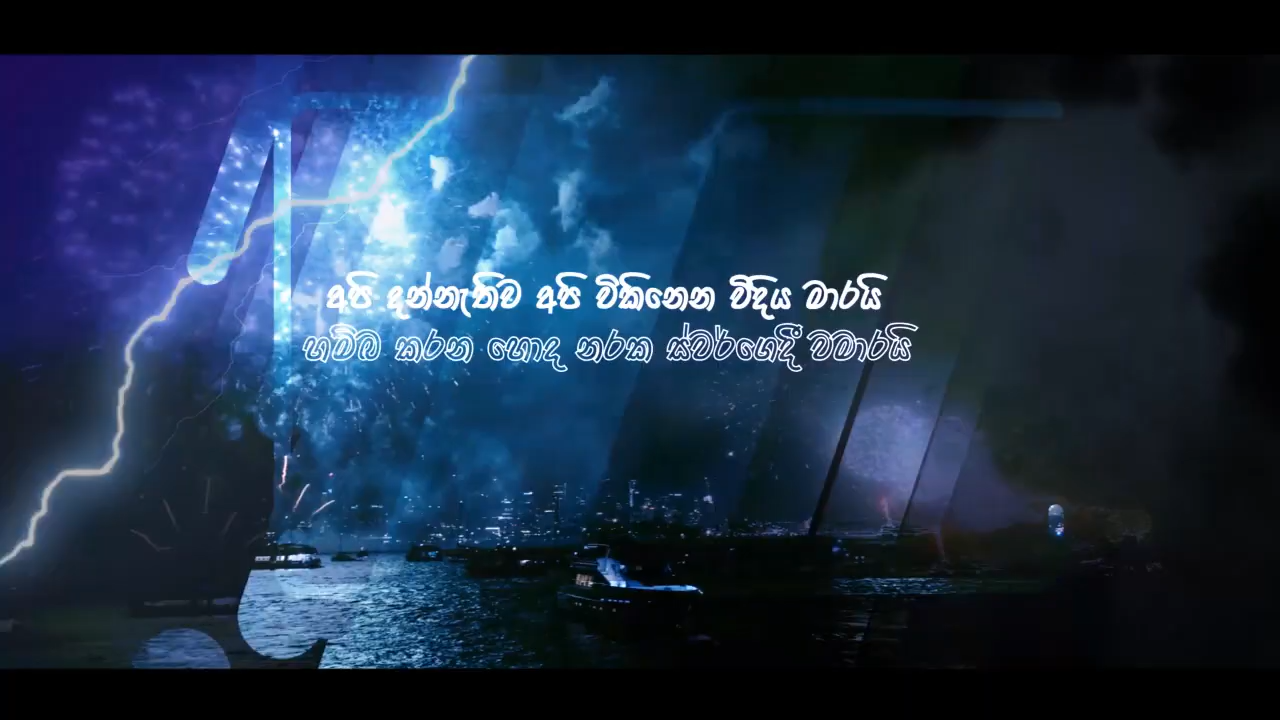 අපි දන්නැතිව අපි විකිනෙන විදිය මාරයි
හම්බ කරන හොද නරක ස්වර්ගෙදී වමාරයි